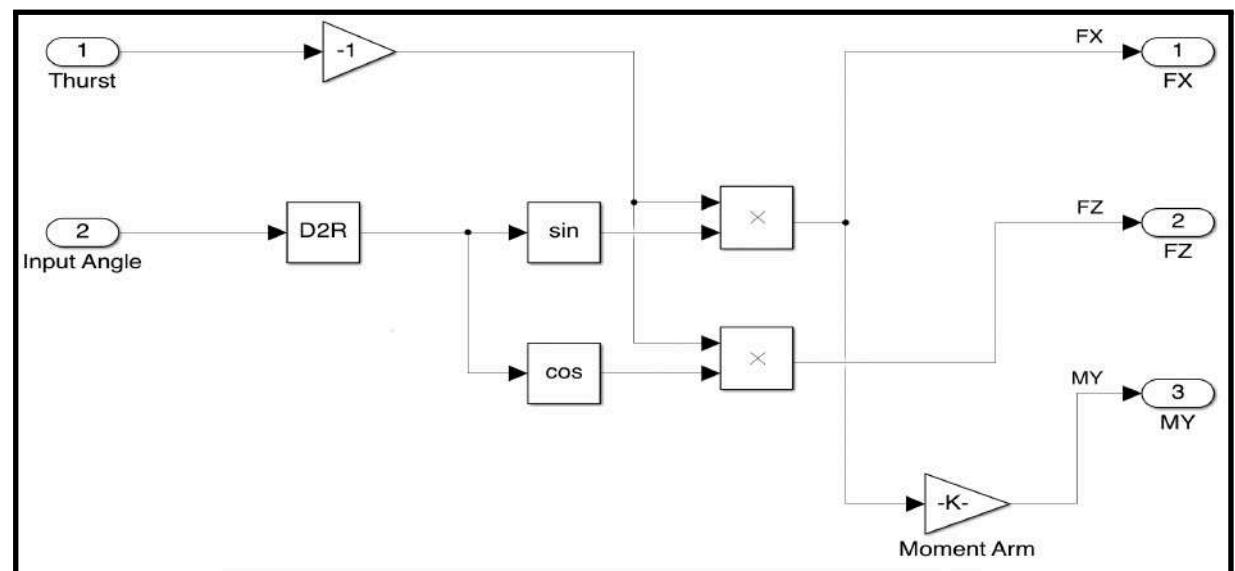 1
Thurst
-1
FX
1
FX
2
Input Angle
D2R
sin
×
FZ
2
FZ
cos
×
MY
3
MY
-K-
Moment Arm